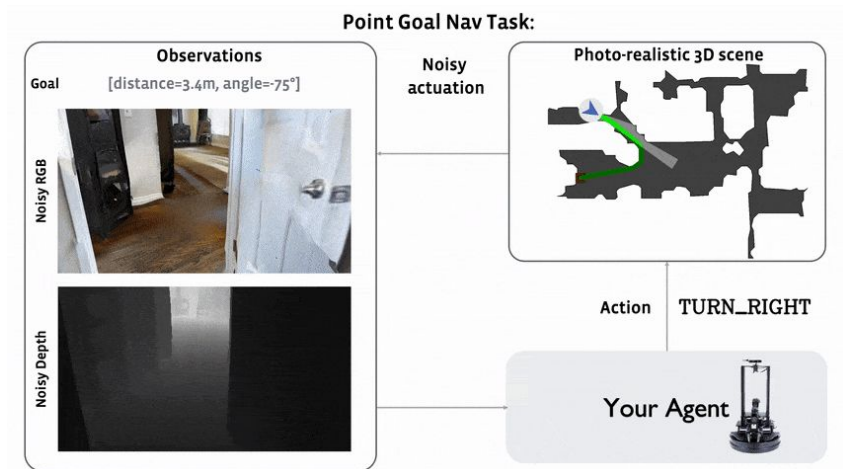 Point Goal Nav Task:
Observations
Goal
[distance=3.4m, angle=-75°]
Noisy RGB
Noisy Depth
Noisy
actuation
Photo-realistic 3D scene
Action
TURN_RIGHT
Your Agent